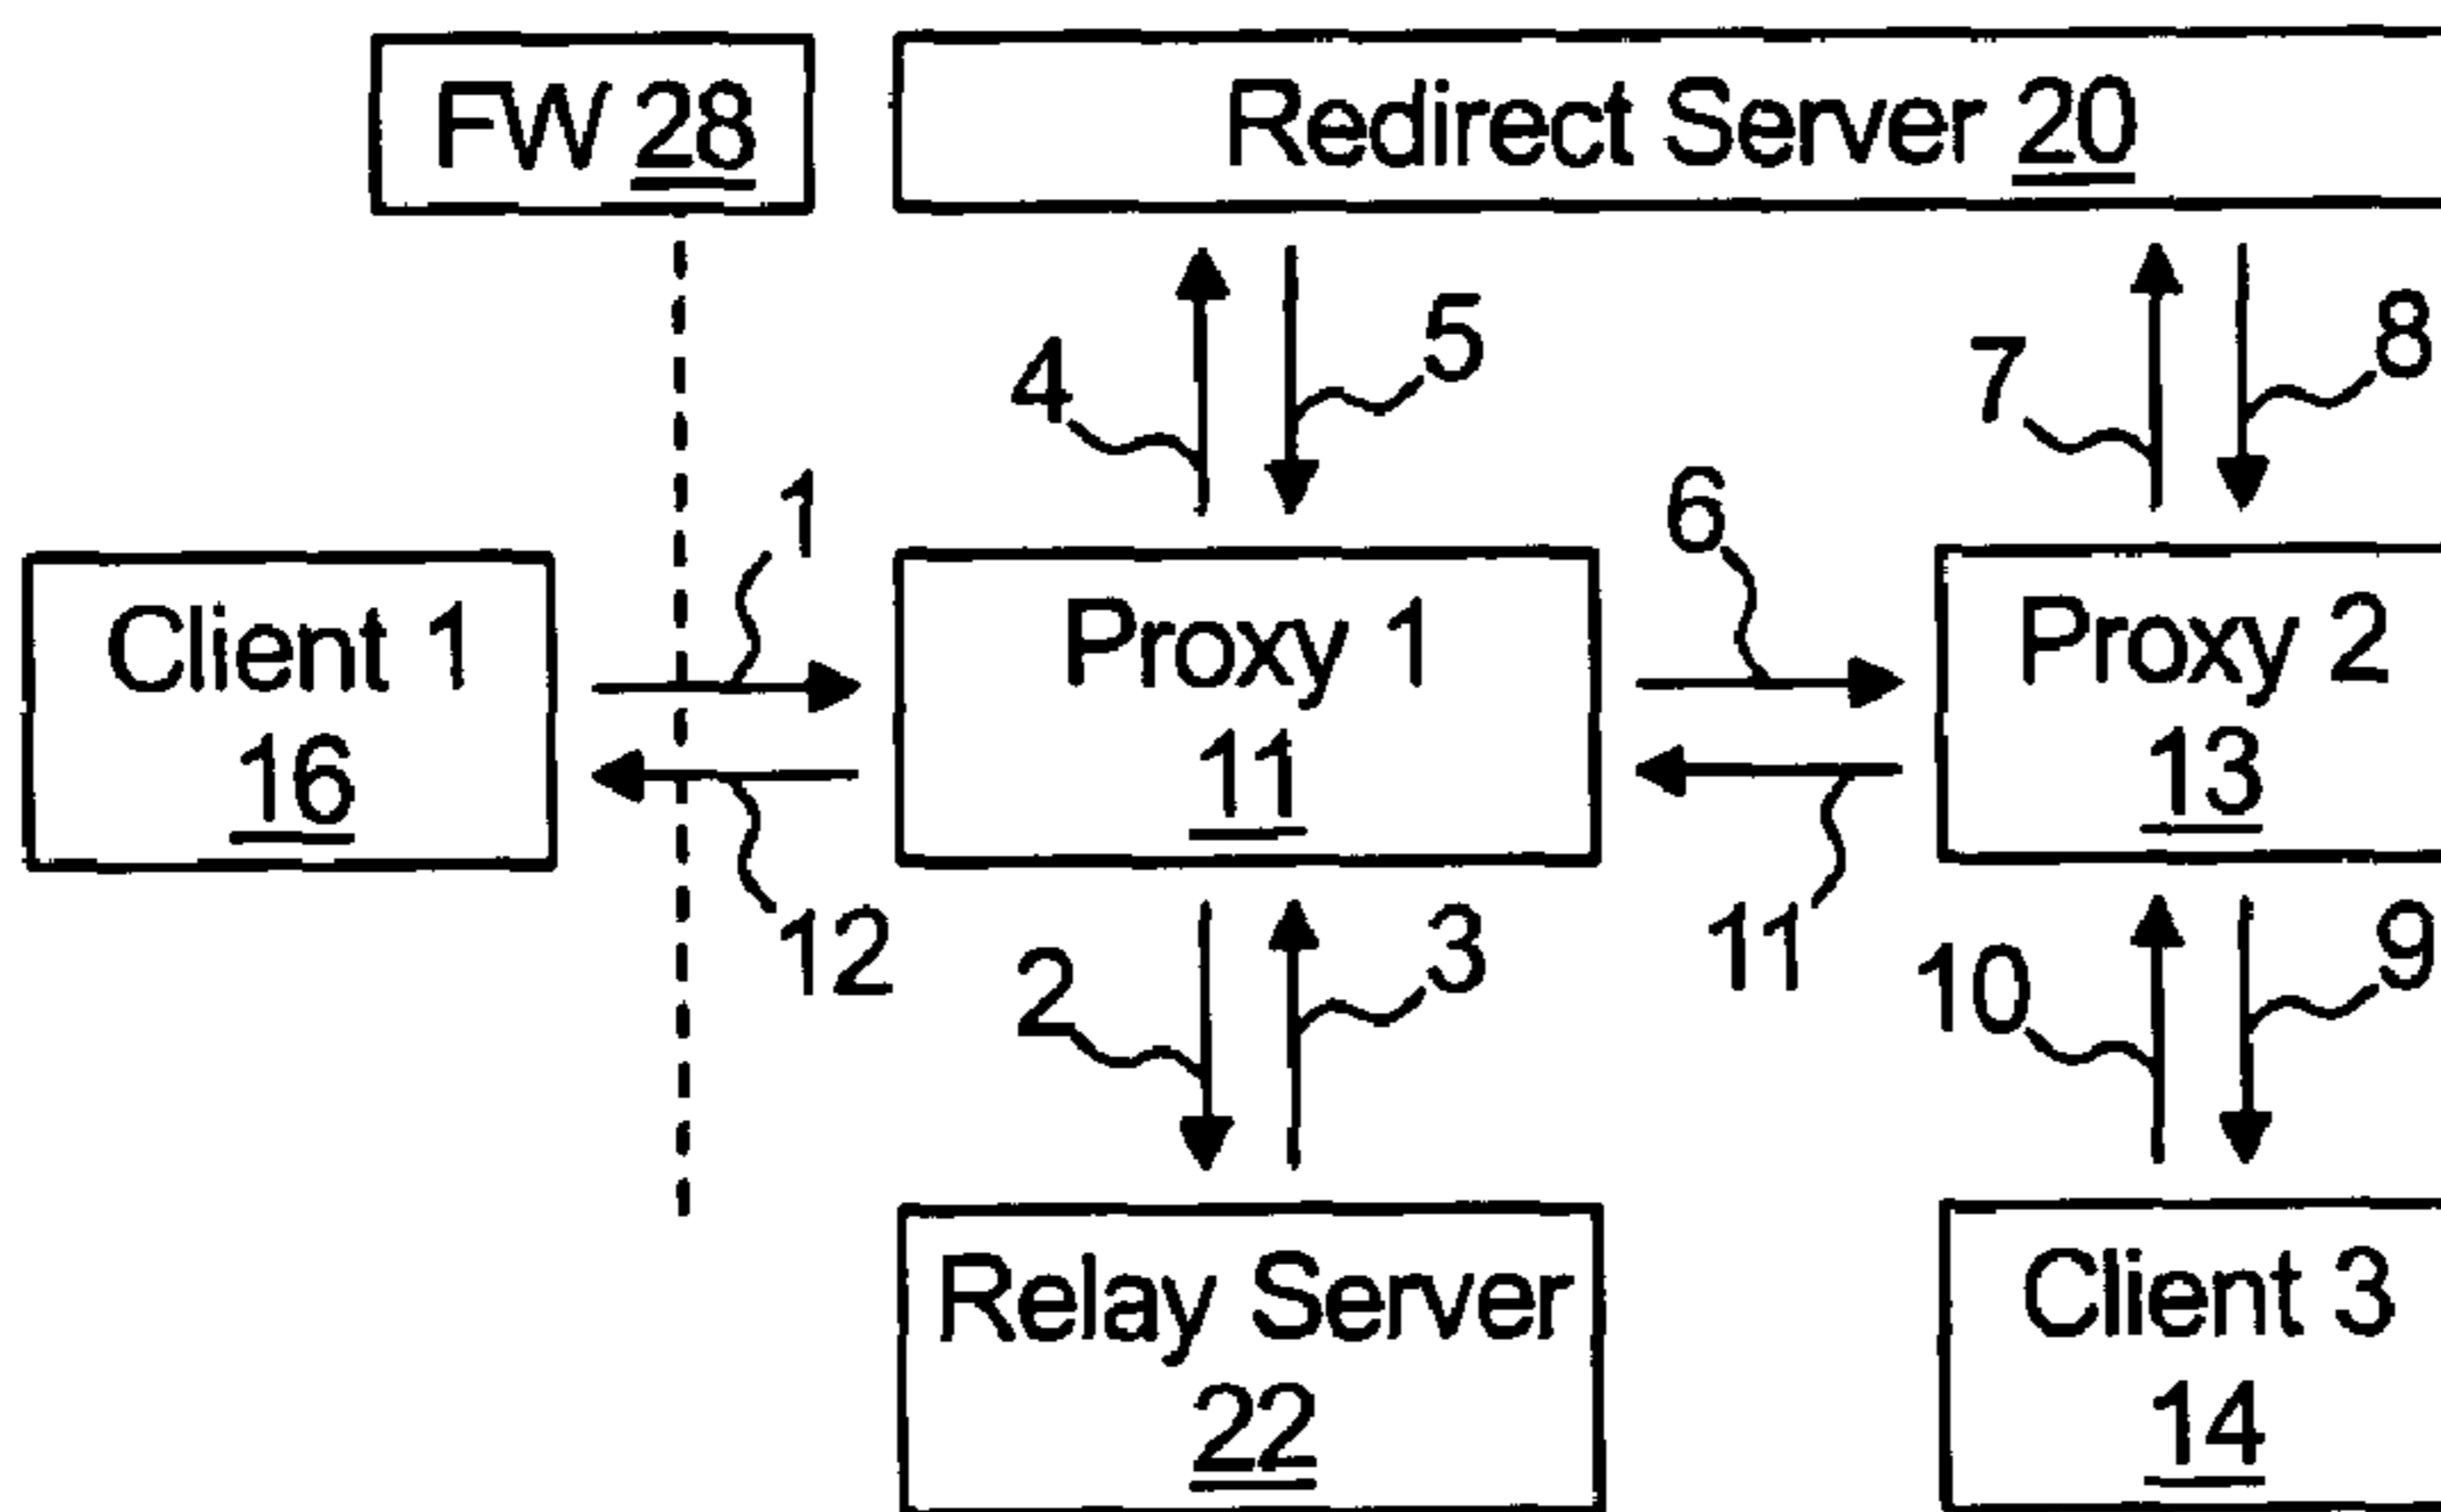 FW 28
Redirect Server 20
4
5
7
8
1
6
Client 1
16
Proxy 1
11
Proxy 2
13
12
2
3
11
10
9
Relay Server
22
Client 3
14